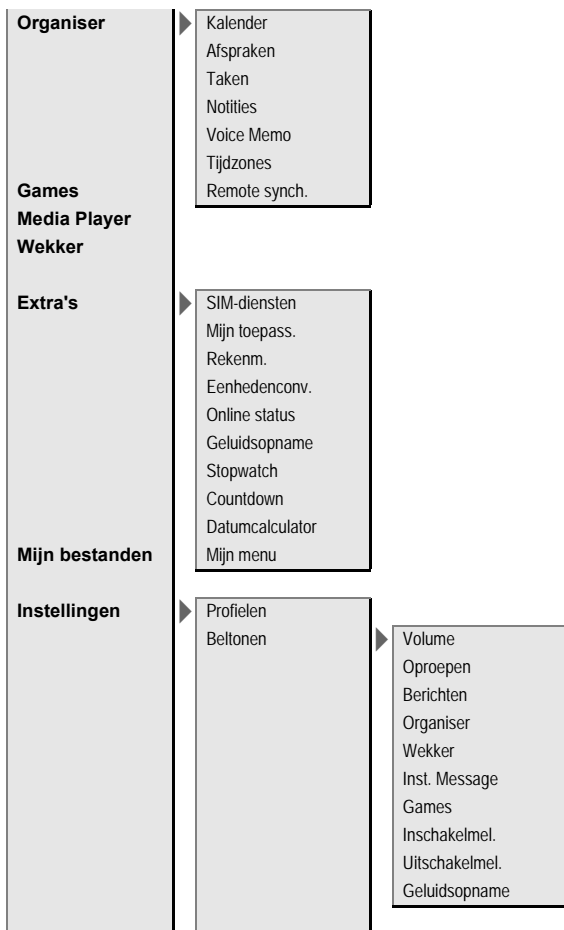 Organiser
Kalender
Afspraken
Taken
Notities
Voice Memo
Tijdzones
Remote synch.
Games
Media Player
Wekker
Extra's
SIM-diensten
Mijn toepass.
Rekenm.
Eenhedenconv.
Online status
Geluidsopname
Stopwatch
Countdown
Datumcalculator
Mijn menu
Mijn bestanden
Instellingen
Profielen
Beltonen
Volume
Oproepen
Berichten
Organiser
Wekker
Inst. Message
Games
Inschakelmel.
Uitschakelmel.
Geluidsopname